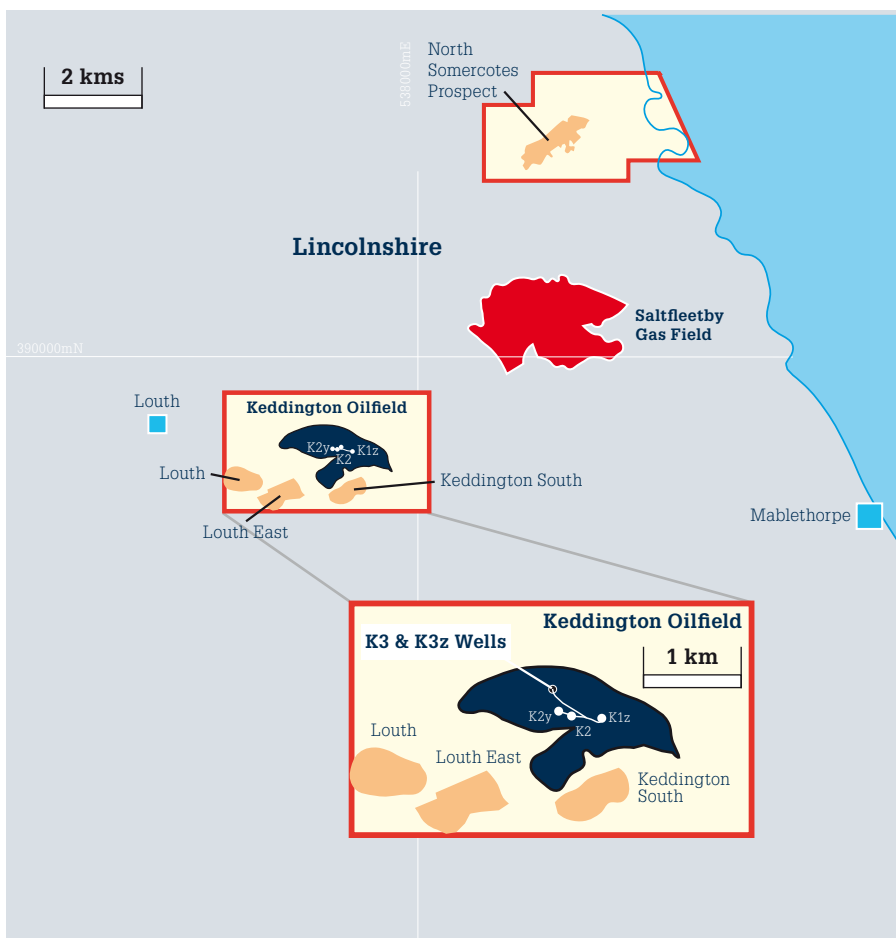 2 kms
538000mE
North
Somercotes
Prospect
Lincolnshire
Saltfleetby
Gas Field
390000mN
Louth
Keddington Oilfield
K2y
K1z
K2
Louth
Keddington South
Louth East
Mablethorpe
Keddington Oilfield
K3 & K3z Wells
1 km
K2y
K1z
K2
Louth
Louth East
Keddington
South